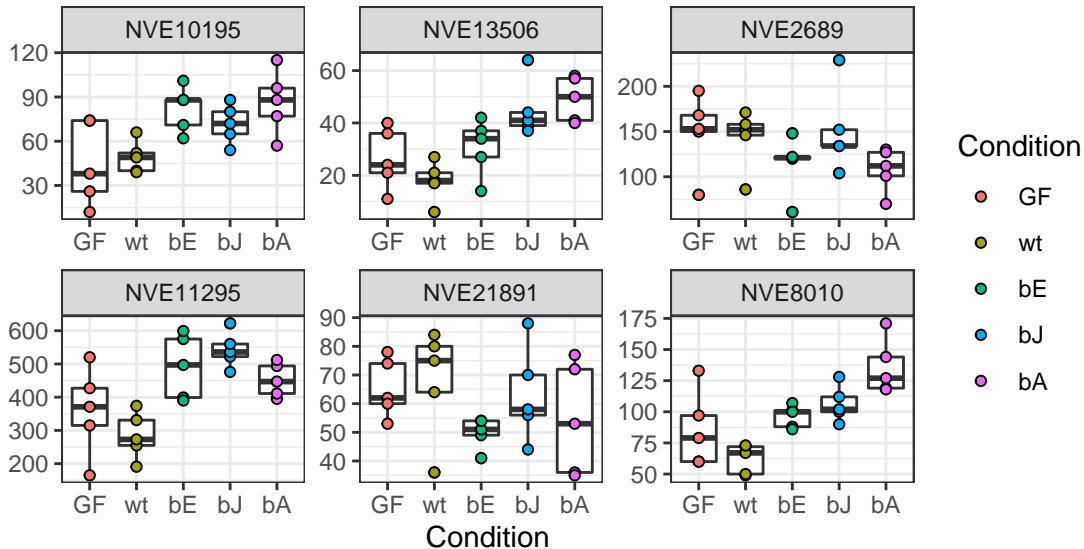 NVE10195
NVE13506
NVE2689
120
90
60
30
60
40
20
200
150
100
GF wt bE bJ bA
GF wt bE bJ bA
GF wt bE bJ bA
NVE11295
NVE21891
NVE8010
600
500
400
300
200
90
80
70
60
50
40
175
150
125
100
75
50
GF wt bE bJ bA
GF wt bE bJ bA
GF wt bE bJ bA
Condition
Condition
GF
wt
bE
bJ
bA